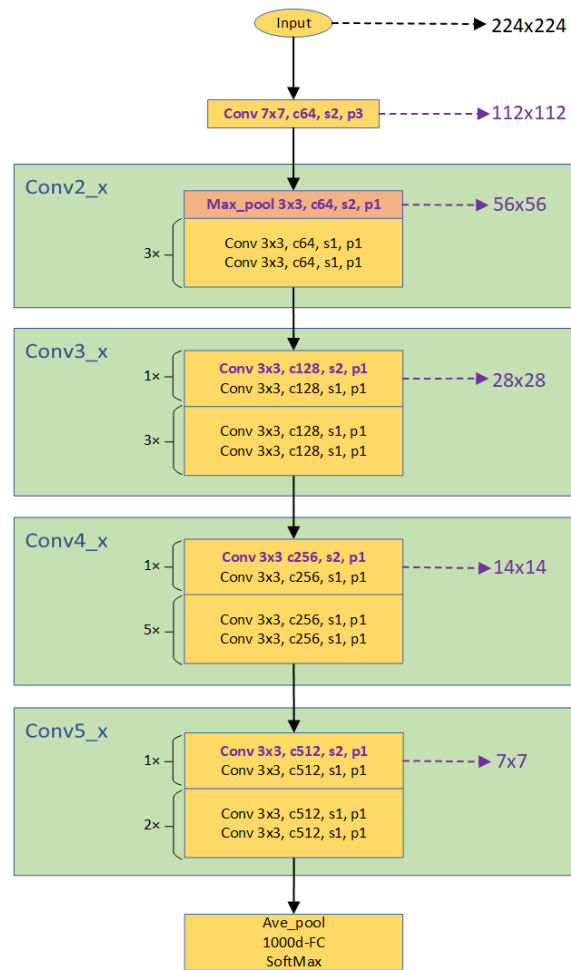 Input
224x224
Conv 7x7, c64, s2, p3
112x112
Conv2_x
Max_pool 3x3, c64, s2, p1
56x56
3×
Conv 3x3, c64, s1, p1
Conv 3x3, c64, s1, p1
Conv3_x
1×
Conv 3x3, c128, s2, p1
Conv 3x3, c128, s1, p1
28x28
3×
Conv 3x3, c128, s1, p1
Conv 3x3, c128, s1, p1
Conv4_x
1×
Conv 3x3 c256, s2, p1
Conv 3x3, c256, s1, p1
14x14
5×
Conv 3x3, c256, s1, p1
Conv 3x3, c256, s1, p1
Conv5_x
1×
Conv 3x3, c512, s2, p1
Conv 3x3, c512, s1, p1
7x7
2×
Conv 3x3, c512, s1, p1
Conv 3x3, c512, s1, p1
Ave_pool
1000d-FC
SoftMax